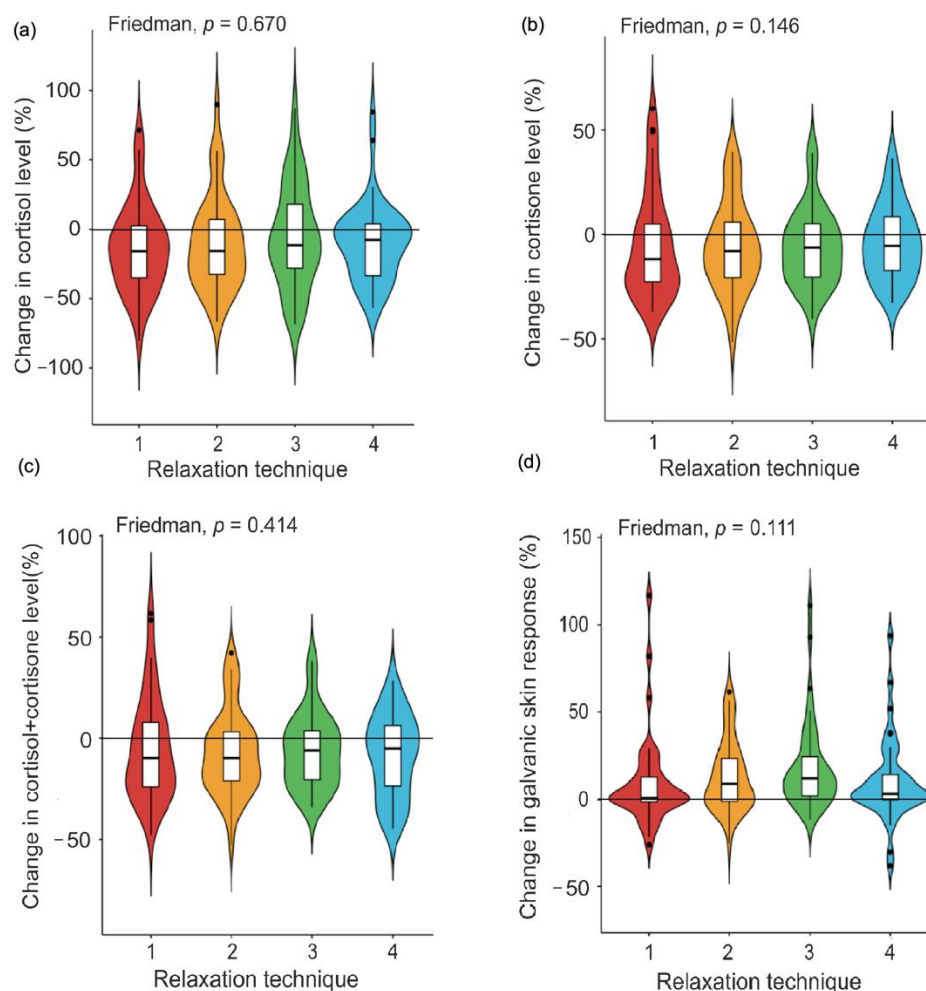 (a)
Friedman, p = 0.670
Change in cortisol level (%)
100
50
0
−50
−100
1 2 3 4
Relaxation technique
(b)
Friedman, p = 0.146
Change in cortisone level (%)
50
0
−50
1 2 3 4
Relaxation technique
(c)
Friedman, p = 0.414
Change in cortisol+cortisone level(%)
100
50
0
−50
1 2 3 4
Relaxation technique
(d)
Friedman, p = 0.111
Change in galvanic skin response (%)
150
100
50
0
−50
1 2 3 4
Relaxation technique